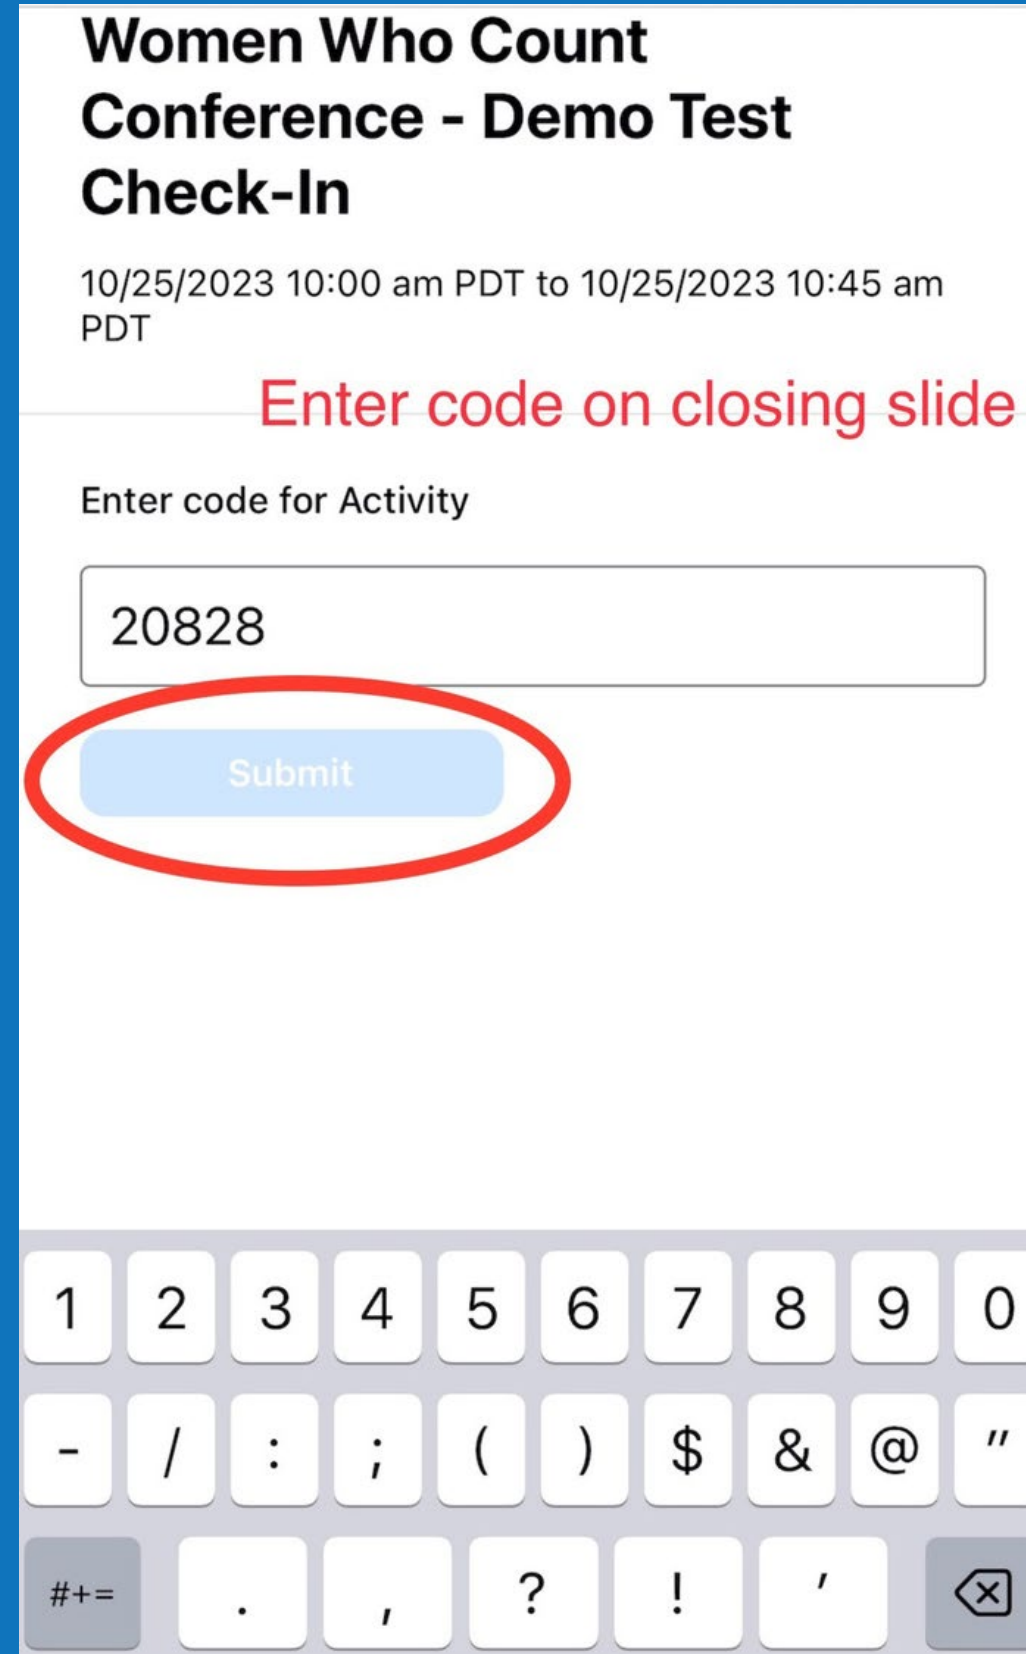 Women Who Count
Conference - Demo Test
Check-In
10/25/2023 10:00 am PDT to 10/25/2023 10:45 am
PDT
Enter code on closing slide
Enter code for Activity
20828
Submit
1 2 3 4 5 6 7 8 9 0
- / : ; ( ) $ & @ "
#+= . , ? ! '